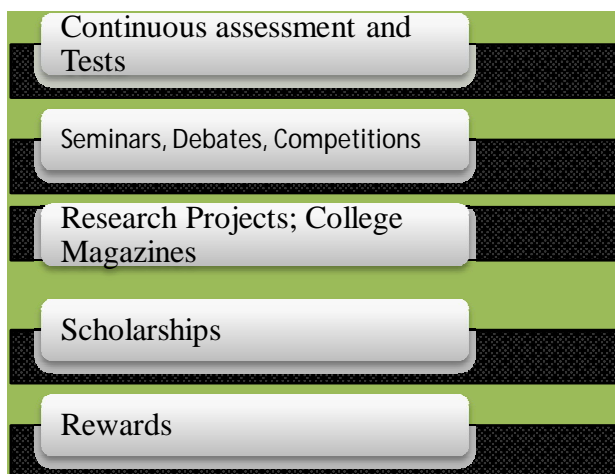 Continuous assessment and
Tests
Seminars, Debates, Competitions
Research Projects; College
Magazines
Scholarships
Rewards